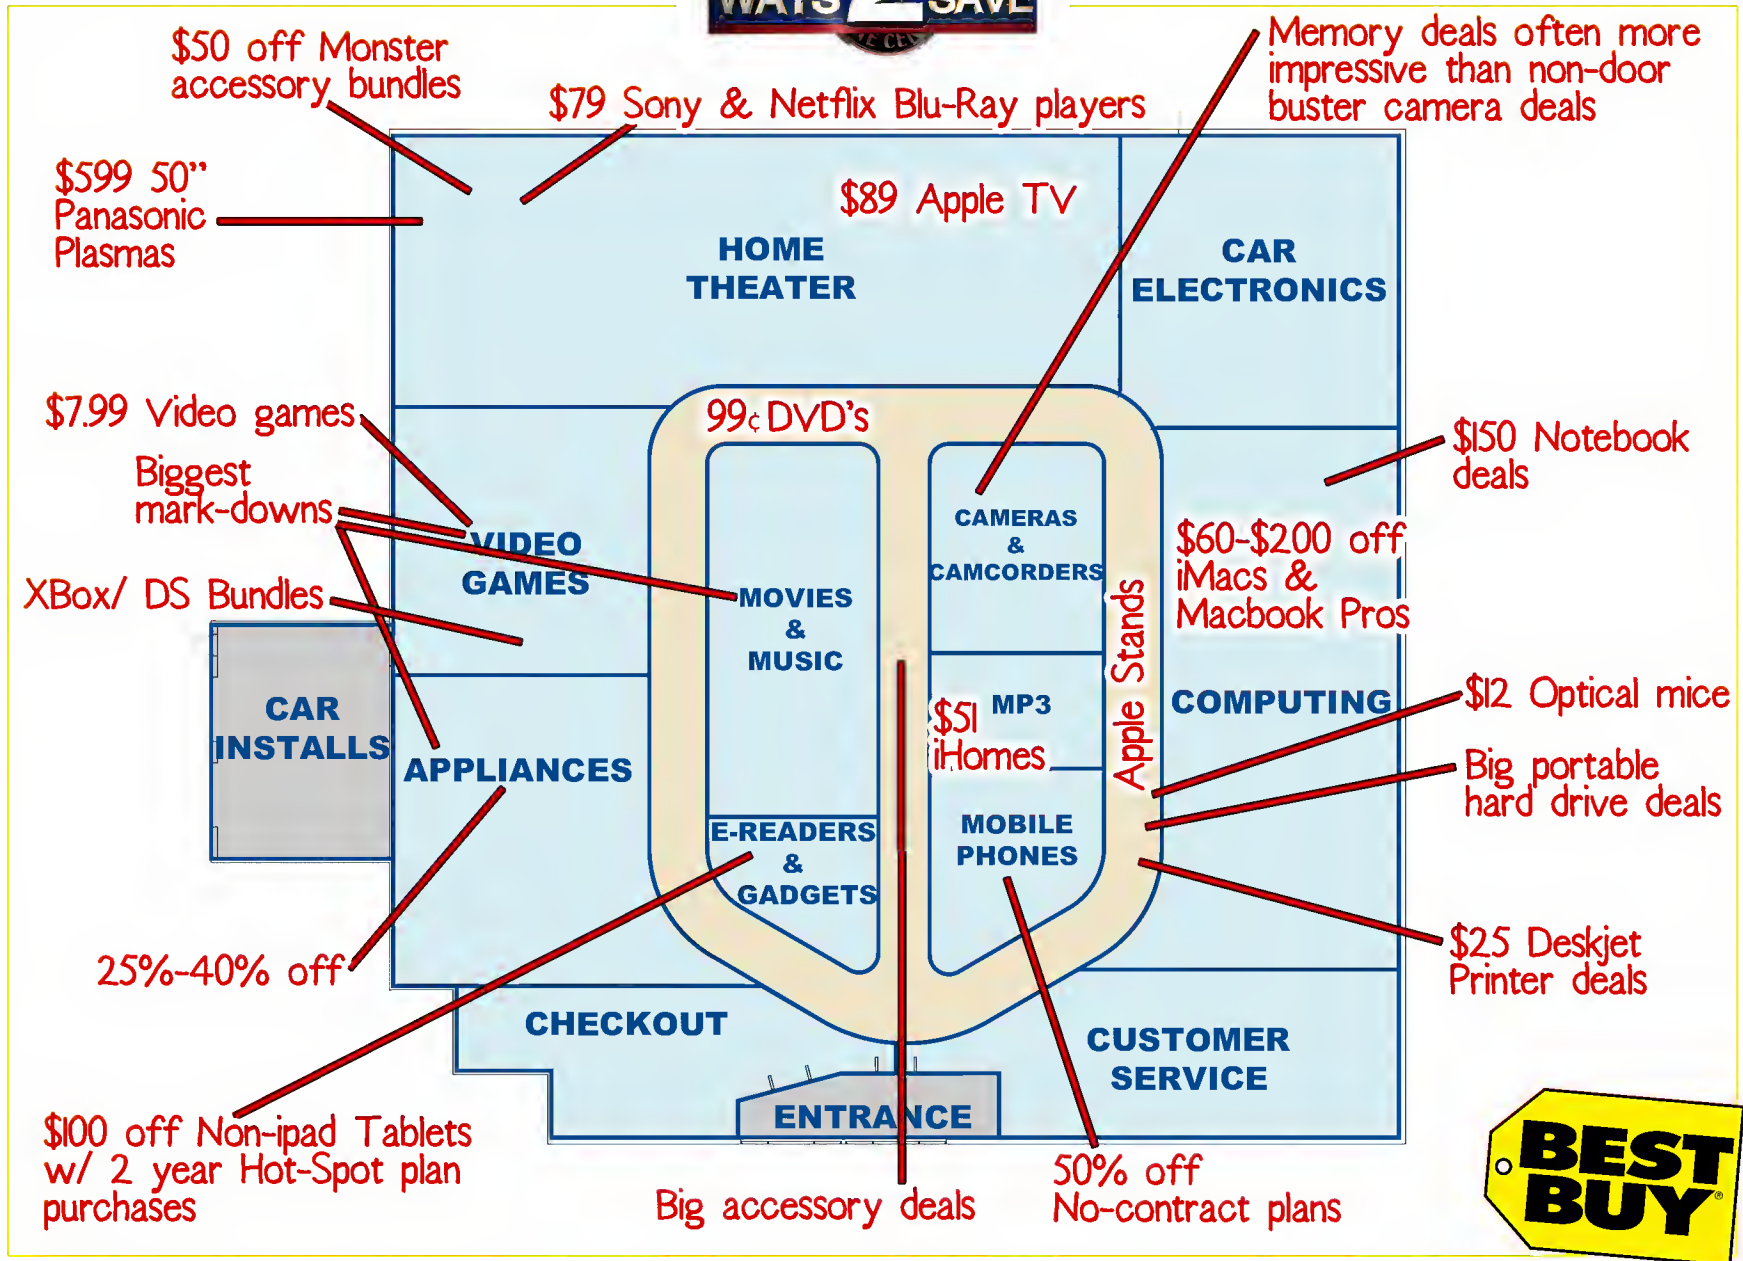 WAYS 2 SAVE
$50 off Monster
accessory bundles
$79 Sony & Netflix Blu-Ray players
Memory deals often more
impressive than non-door
buster camera deals
$599 50”
Panasonic
Plasmas
$89 Apple TV
HOME
THEATER
CAR
ELECTRONICS
$7.99 Video games
99¢ DVD's
$150 Notebook
deals
Biggest
mark-downs
VIDEO
GAMES
XBox/ DS Bundles
MOVIES
&
MUSIC
CAMERAS
&
CAMCORDERS
$60-$200 off
iMacs &
Macbook Pros
Apple Stands
CAR
INSTALLS
APPLIANCES
MP3
$51
iHomes
COMPUTING
$12 Optical mice
Big portable
hard drive deals
E-READERS
&
GADGETS
MOBILE
PHONES
25%-40% off
$25 Deskjet
Printer deals
CHECKOUT
CUSTOMER
SERVICE
ENTRANCE
$100 off Non-ipad Tablets
w/ 2 year Hot-Spot plan
purchases
Big accessory deals
50% off
No-contract plans
BEST
BUY®